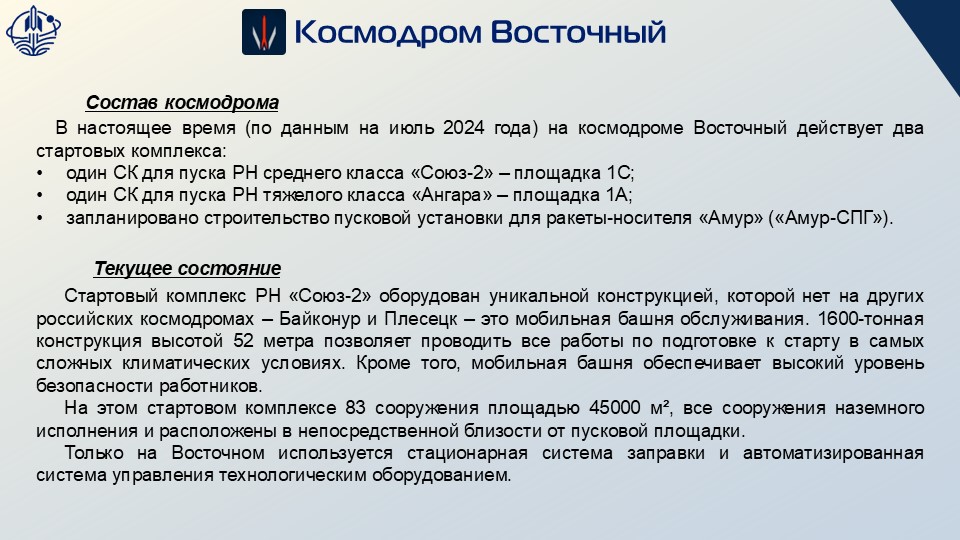 Космодром Восточный
Состав космодрома
В настоящее время (по данным на июль 2024 года) на космодроме Восточный действует два
стартовых комплекса:
• один СК для пуска РН среднего класса «Союз-2» – площадка 1С;
• один СК для пуска РН тяжелого класса «Ангара» – площадка 1А;
• запланировано строительство пусковой установки для ракеты-носителя «Амур» («Амур-СПГ»).
Текущее состояние
Стартовый комплекс РН «Союз-2» оборудован уникальной конструкцией, которой нет на других
российских космодромах – Байконур и Плесецк – это мобильная башня обслуживания. 1600-тонная
конструкция высотой 52 метра позволяет проводить все работы по подготовке к старту в самых
сложных климатических условиях. Кроме того, мобильная башня обеспечивает высокий уровень
безопасности работников.
На этом стартовом комплексе 83 сооружения площадью 45000 м², все сооружения наземного
исполнения и расположены в непосредственной близости от пусковой площадки.
Только на Восточном используется стационарная система заправки и автоматизированная
система управления технологическим оборудованием.